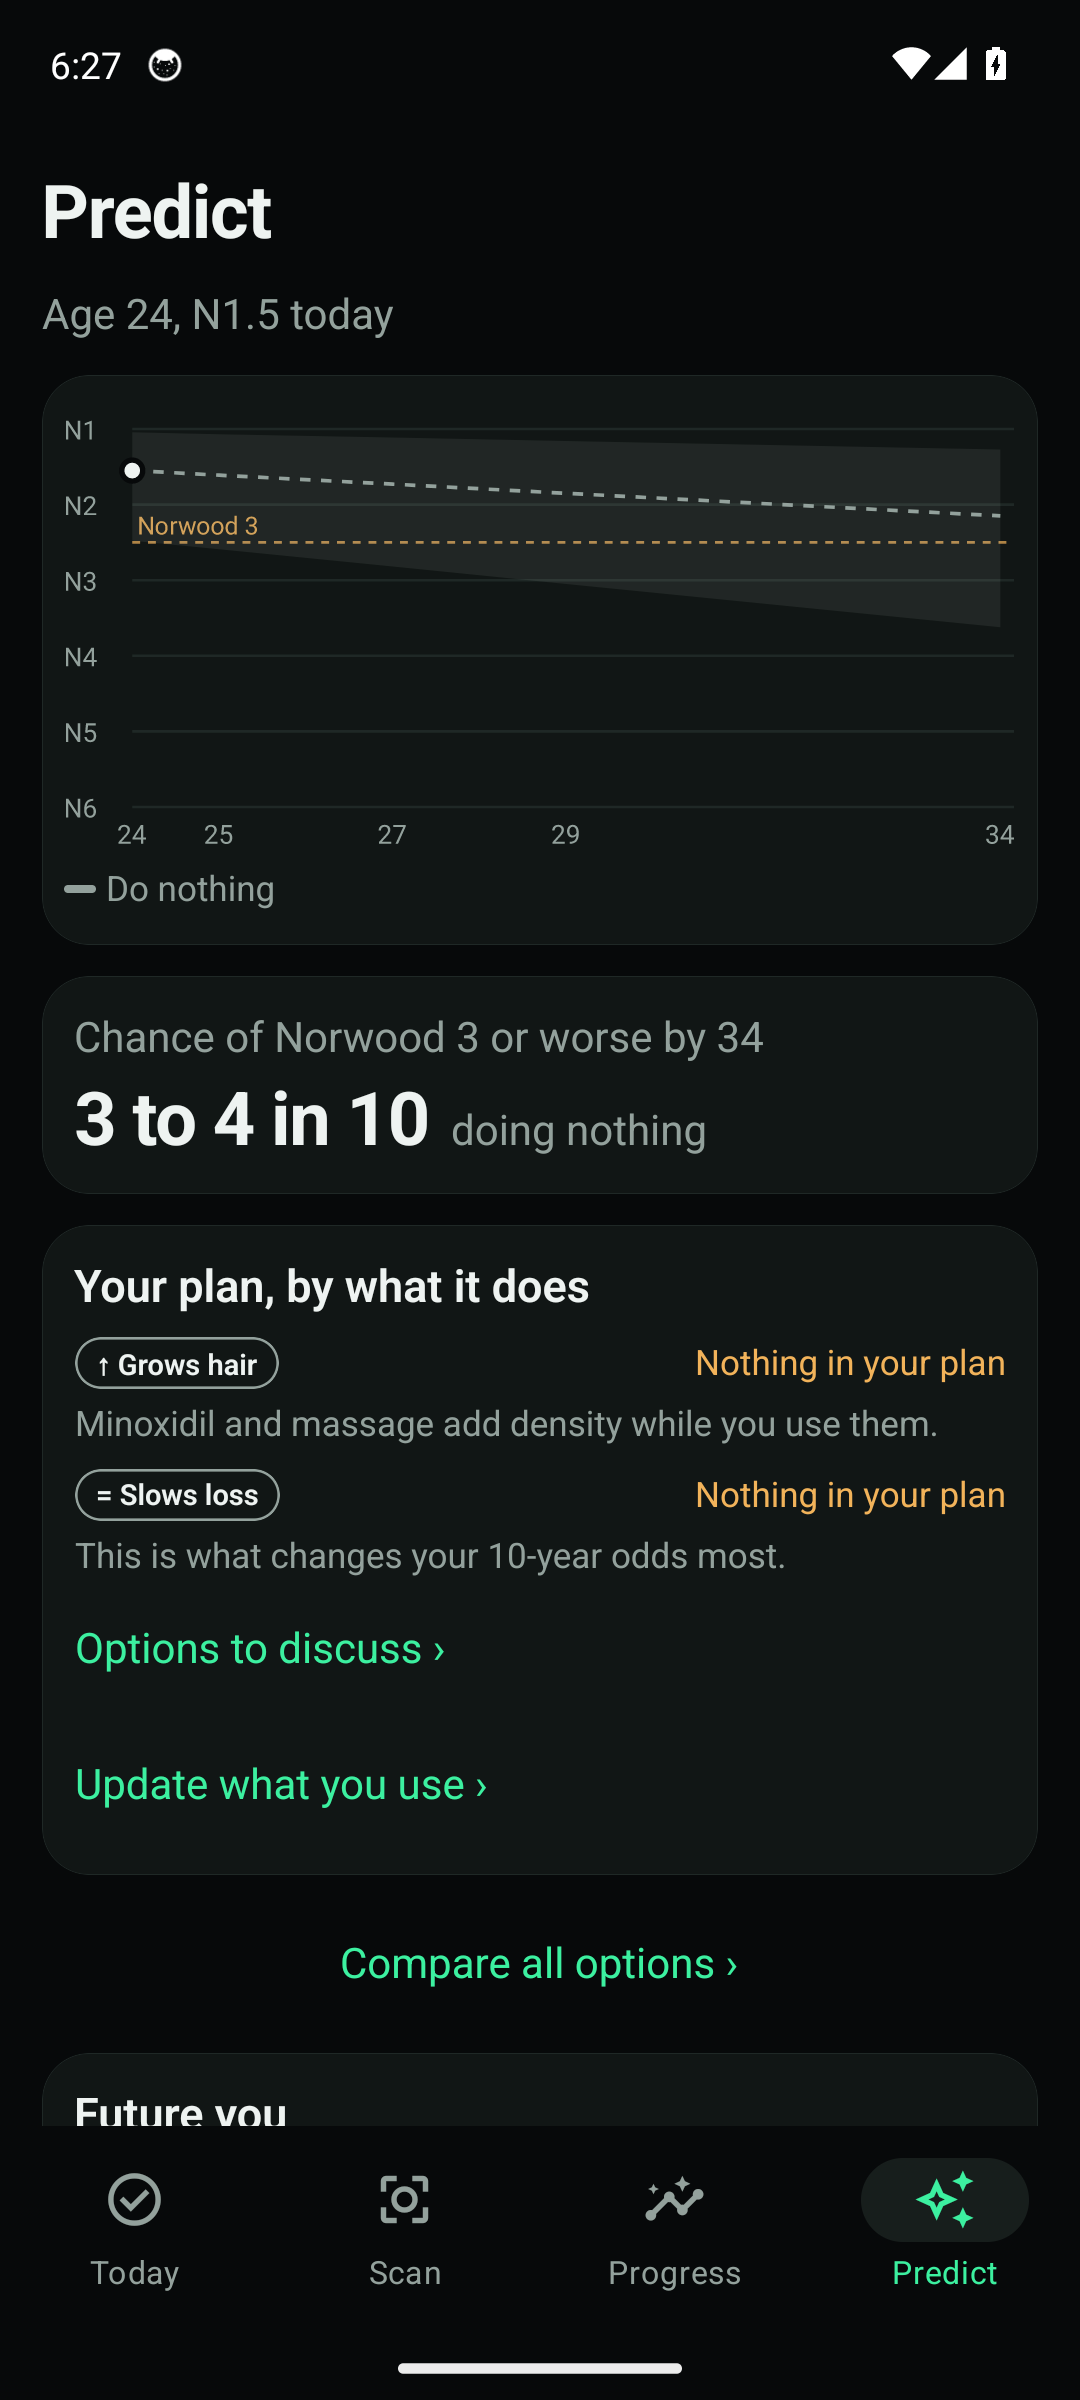 6:27
Predict
Age 24, N1.5 today
N1
N2
Norwood 3
N3
N4
N5
N6
24 25 27 29 34
Do nothing
Chance of Norwood 3 or worse by 34
3 to 4 in 10 doing nothing
Your plan, by what it does
↑ Grows hair Nothing in your plan
Minoxidil and massage add density while you use them.
= Slows loss Nothing in your plan
This is what changes your 10-year odds most.
Options to discuss ›
Update what you use ›
Compare all options ›
Future you
Today Scan Progress Predict